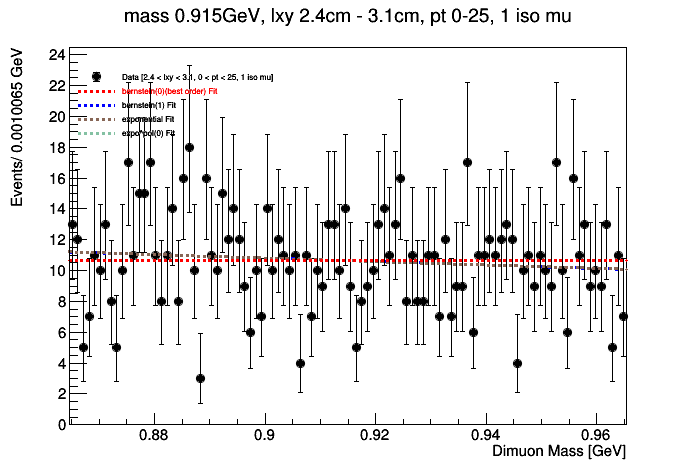 mass 0.915GeV, lxy 2.4cm - 3.1cm, pt 0-25, 1 iso mu
Events/ 0.0010065 GeV
24
22
20
18
16
14
12
10
8
6
4
2
0
Data [2.4 < lxy < 3.1, 0 < pt < 25, 1 iso mu]
bernstein(0)(best order) Fit
bernstein(1) Fit
exponential Fit
expo*pol(0) Fit
0.88 0.9 0.92 0.94 0.96
Dimuon Mass [GeV]